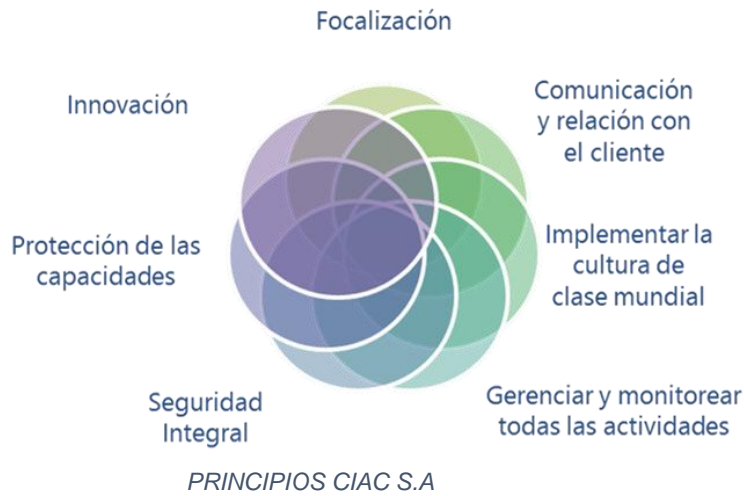 Focalización
Comunicación
y relación con
el cliente
Implementar la
cultura de
clase mundial
Gerenciar y monitorear
todas las actividades
Seguridad
Integral
Protección de las
capacidades
Innovación
PRINCIPIOS CIAC S.A